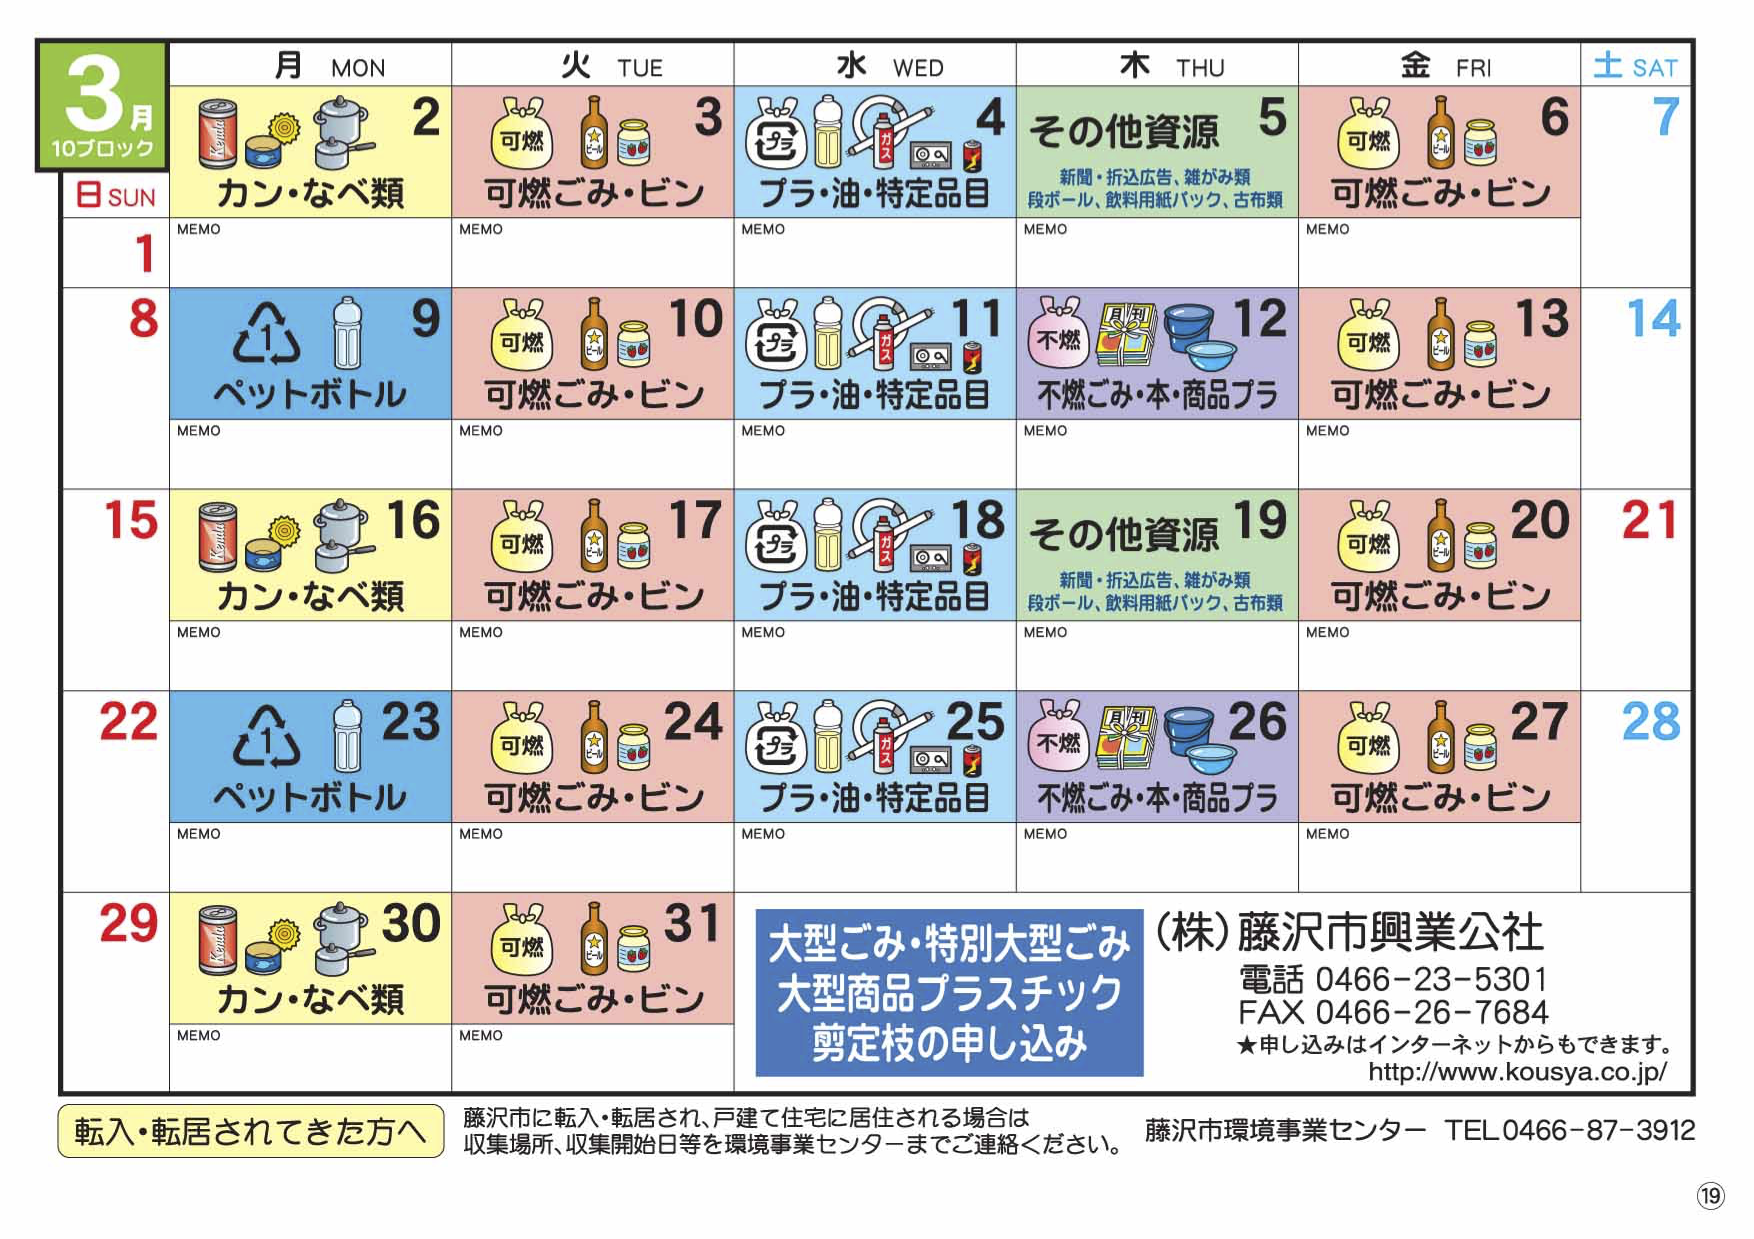 3月
10ブロック
月 MON
火 TUE
水 WED
木 THU
金 FRI
土 SAT
日 SUN
1
2
カン・なべ類
MEMO
3
可燃
ビール
可燃ごみ・ビン
MEMO
4
プラ
ガス
プラ・油・特定品目
MEMO
5
その他資源
新聞・折込広告、雑がみ類
段ボール、飲料用紙パック、古布類
MEMO
6
可燃
ビール
可燃ごみ・ビン
MEMO
7
8
9
1
ペットボトル
MEMO
10
可燃
ビール
可燃ごみ・ビン
MEMO
11
プラ
ガス
プラ・油・特定品目
MEMO
12
不燃
月刊
不燃ごみ・本・商品プラ
MEMO
13
可燃
ビール
可燃ごみ・ビン
MEMO
14
15
16
カン・なべ類
MEMO
17
可燃
ビール
可燃ごみ・ビン
MEMO
18
プラ
ガス
プラ・油・特定品目
MEMO
19
その他資源
新聞・折込広告、雑がみ類
段ボール、飲料用紙パック、古布類
MEMO
20
可燃
ビール
可燃ごみ・ビン
MEMO
21
22
23
1
ペットボトル
MEMO
24
可燃
ビール
可燃ごみ・ビン
MEMO
25
プラ
ガス
プラ・油・特定品目
MEMO
26
不燃
月刊
不燃ごみ・本・商品プラ
MEMO
27
可燃
ビール
可燃ごみ・ビン
MEMO
28
29
30
カン・なべ類
MEMO
31
可燃
ビール
可燃ごみ・ビン
MEMO
大型ごみ・特別大型ごみ
大型商品プラスチック
剪定枝の申し込み
（株）藤沢市興業公社
電話 0466-23-5301
FAX 0466-26-7684
★申し込みはインターネットからもできます。
http://www.kousya.co.jp/
転入・転居されてきた方へ
藤沢市に転入・転居され、戸建て住宅に居住される場合は
収集場所、収集開始日等を環境事業センターまでご連絡ください。
藤沢市環境事業センター TEL0466-87-3912
⑲